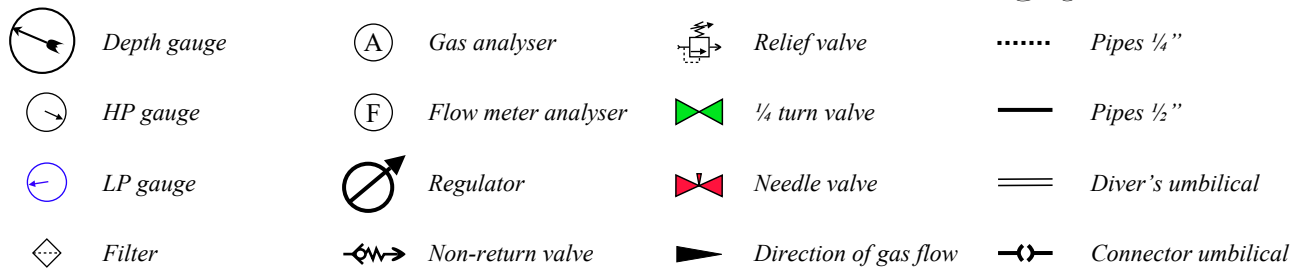 Depth gauge A Gas analyser Relief valve Pipes ¼”
HP gauge F Flow meter analyser ¼ turn valve Pipes ½”
LP gauge Regulator Needle valve Diver’s umbilical
Filter Non-return valve Direction of gas flow Connector umbilical